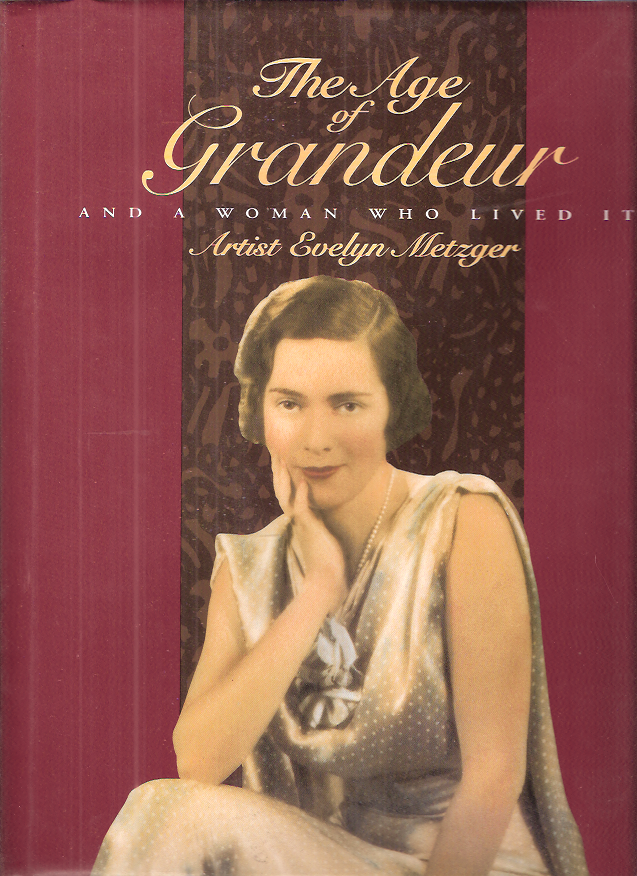 The Age
of
Grandeur
AND A WOMAN WHO LIVED IT
Artist Evelyn Metzger